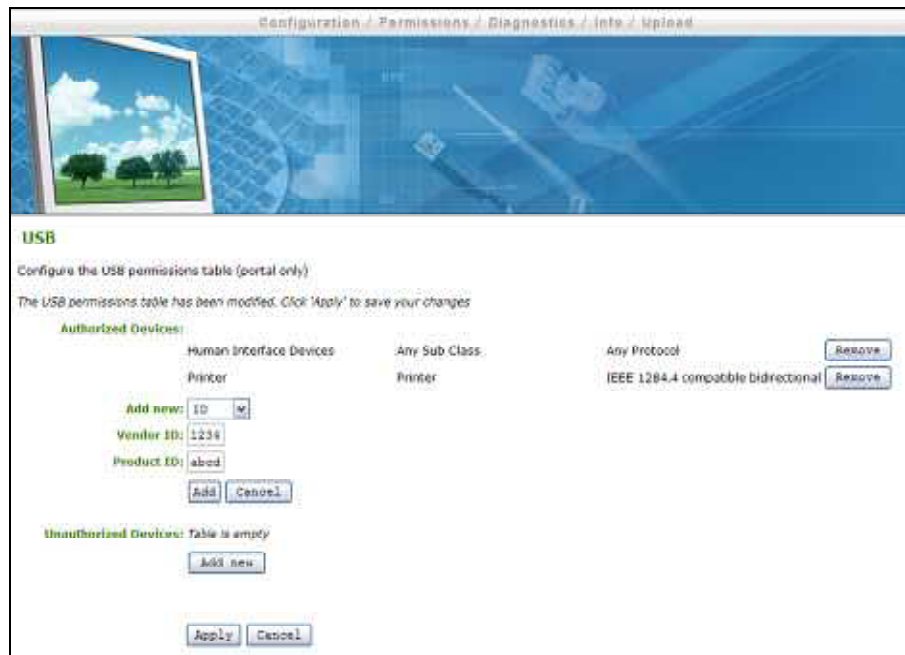 Configuration / Permissions / Diagnostics / Info / Upload
USB
Configure the USB permissions table (portal only)
The USB permissions table has been modified. Click 'Apply' to save your changes
Authorized Devices:
Human Interface Devices Any Sub Class Any Protocol Remove
Printer Printer IEEE 1284.4 compatible bidirectional Remove
Add new: ID
Vendor ID: 1234
Product ID: abcd
Add Cancel
Unauthorized Devices: Table is empty
Add new
Apply Cancel